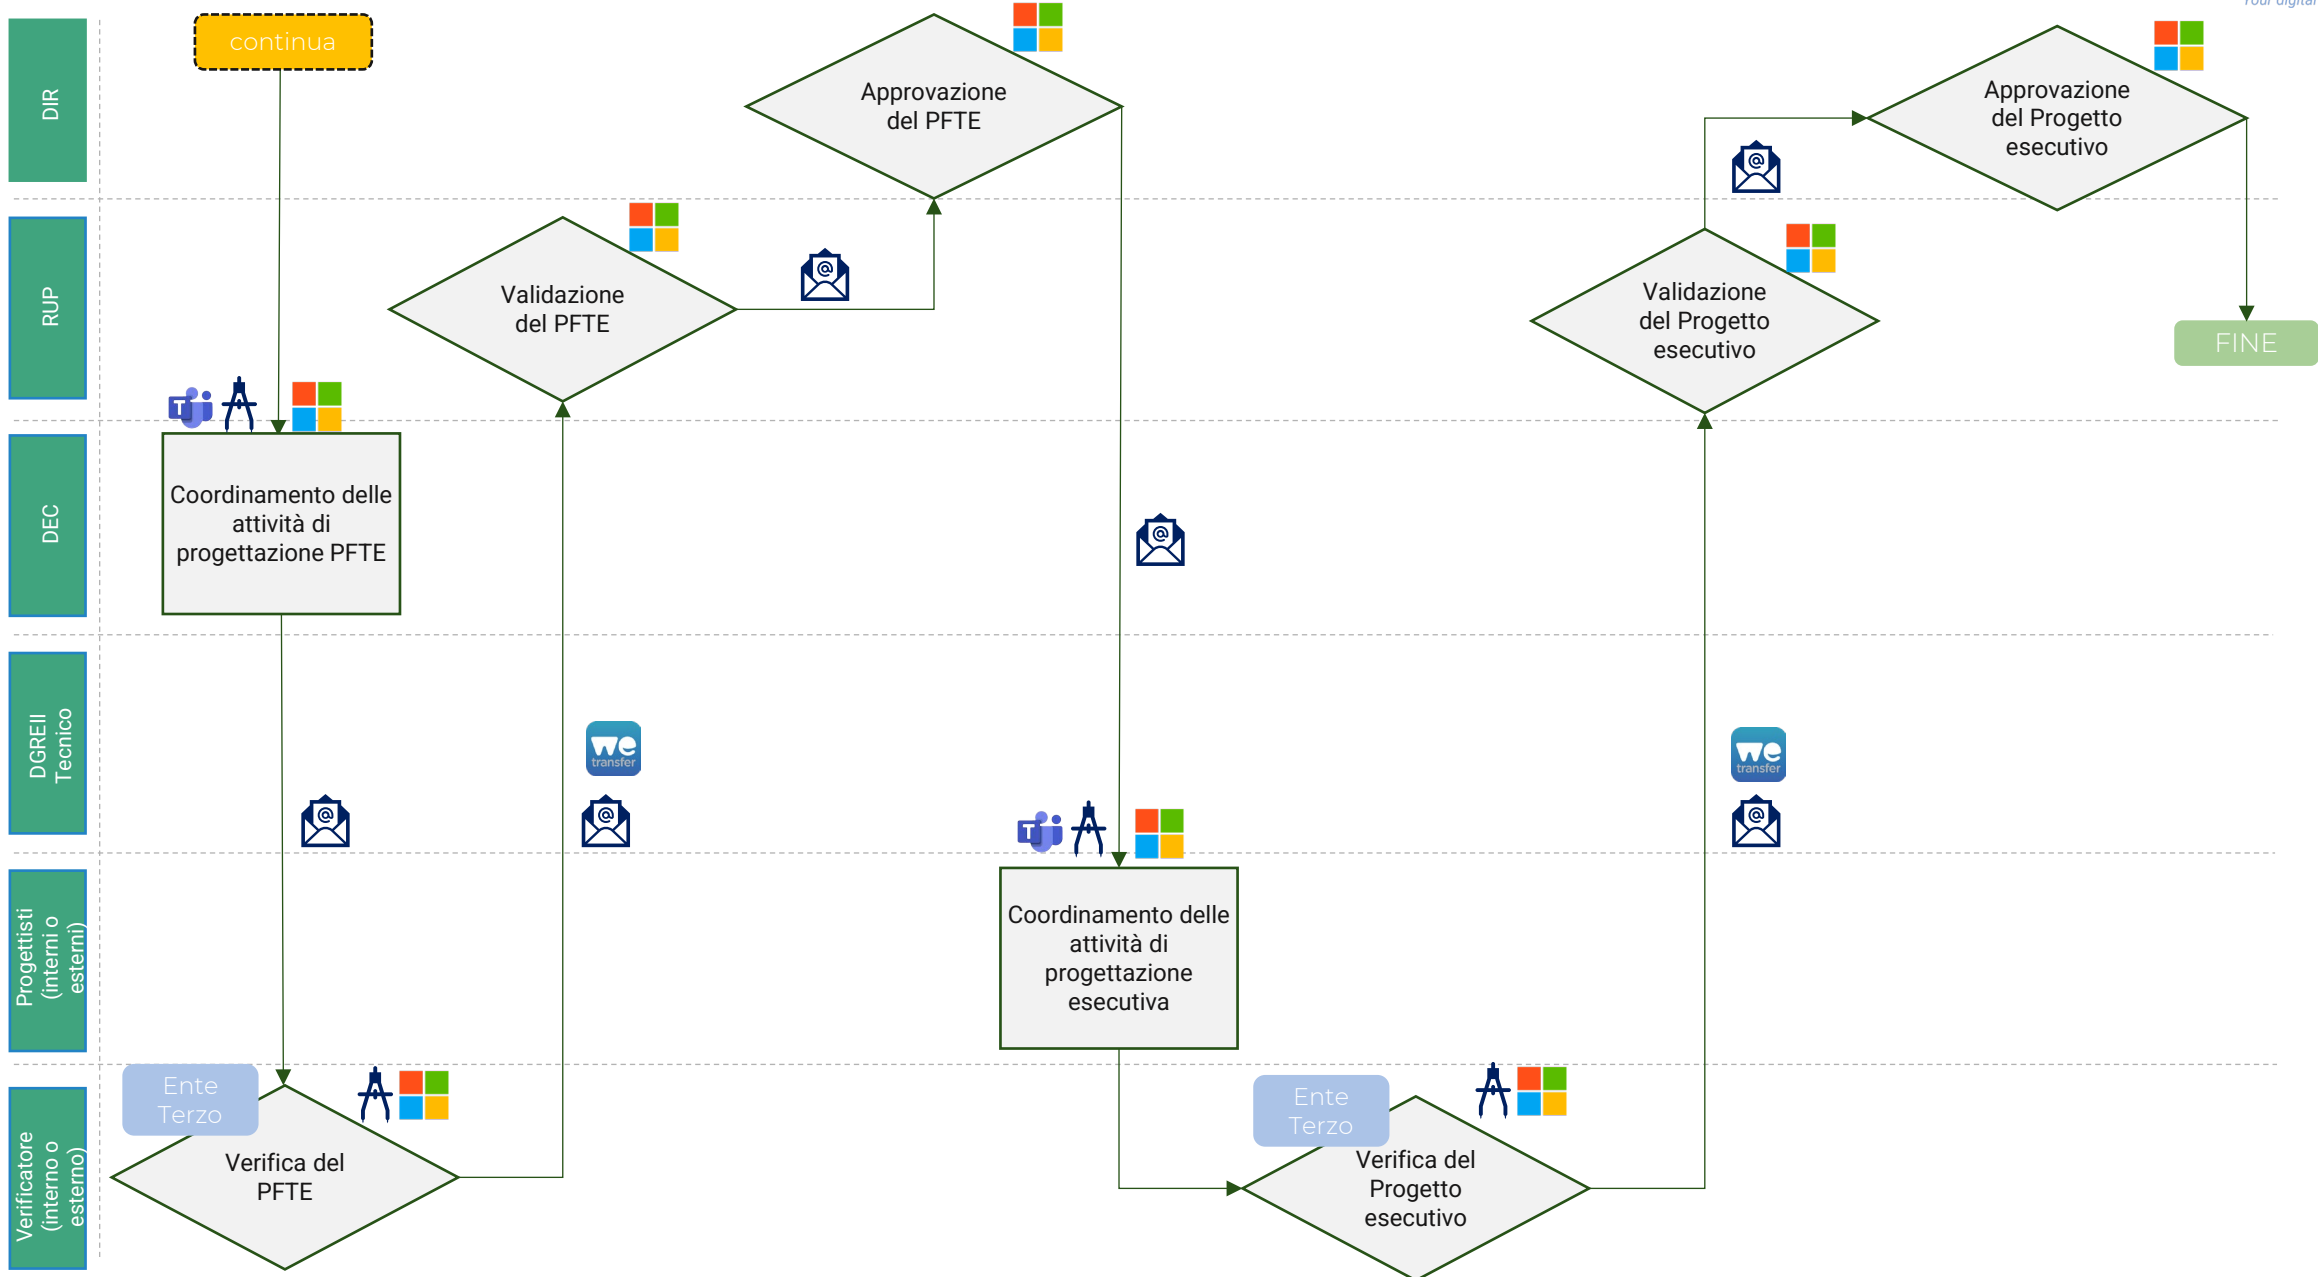 Your digital
DIR
continua
Approvazione
del PFTE
Approvazione
del Progetto
esecutivo
RUP
Validazione
del PFTE
@
@
Validazione
del Progetto
esecutivo
FINE
DEC
T
Coordinamento delle
attività di
progettazione PFTE
@
DGREII
Tecnico
we
transfer
we
transfer
@
@
@
T
Progettisti
(interni o
esterni)
Coordinamento delle
attività di
progettazione
esecutiva
Verificatore
(interno o
esterno)
Ente
Terzo
Verifica del
PFTE
Ente
Terzo
Verifica del
Progetto
esecutivo